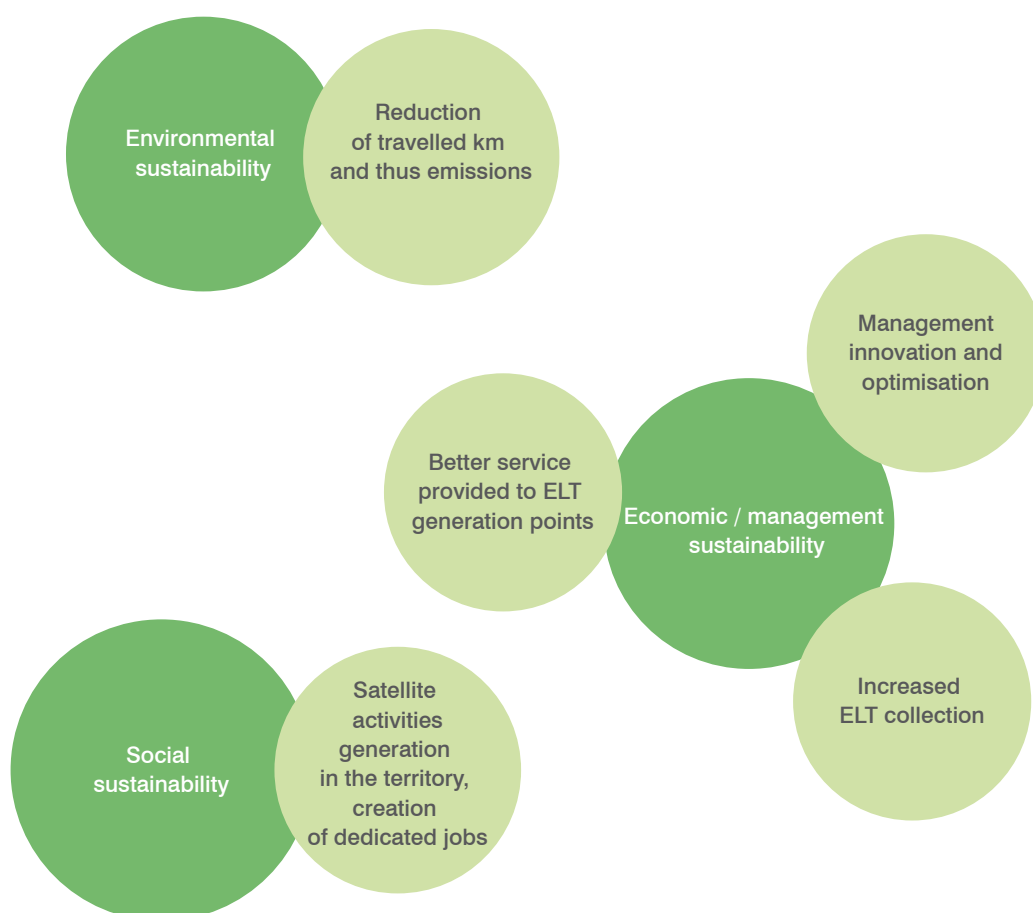 Environmental
sustainability
Reduction
of travelled km
and thus emissions
Management
innovation and
optimisation
Better service
provided to ELT
generation points
Economic / management
sustainability
Increased
ELT collection
Social
sustainability
Satellite
activities
generation
in the territory,
creation
of dedicated jobs